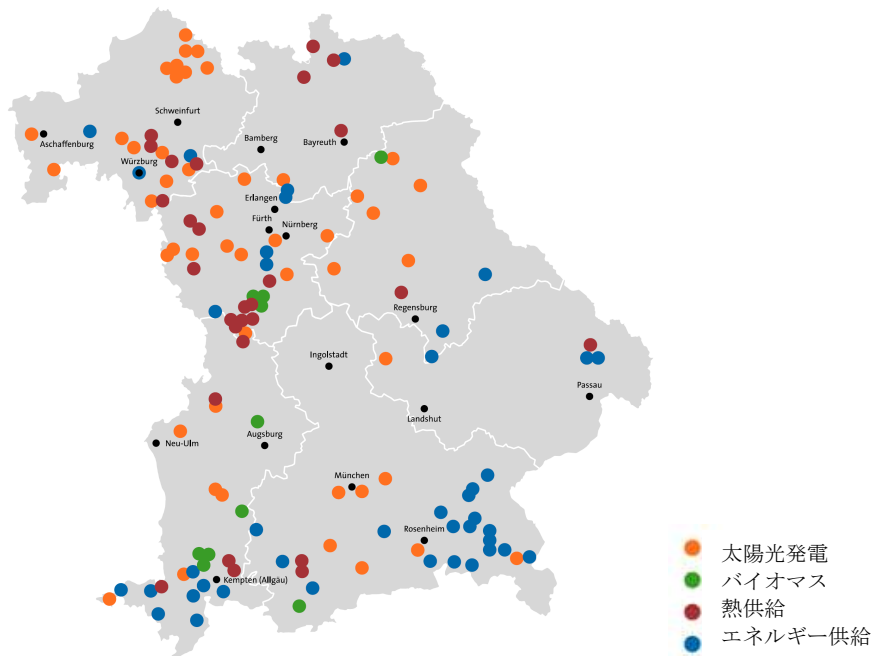 Schweinfurt
Aschaffenburg
Bamberg
Bayreuth
Würzburg
Erlangen
Fürth
Nürnberg
Regensburg
Ingolstadt
Passau
Landshut
Neu-Ulm
Augsburg
München
Rosenheim
Kempten (Allgäu)
太陽光発電
バイオマス
熱供給
エネルギー供給